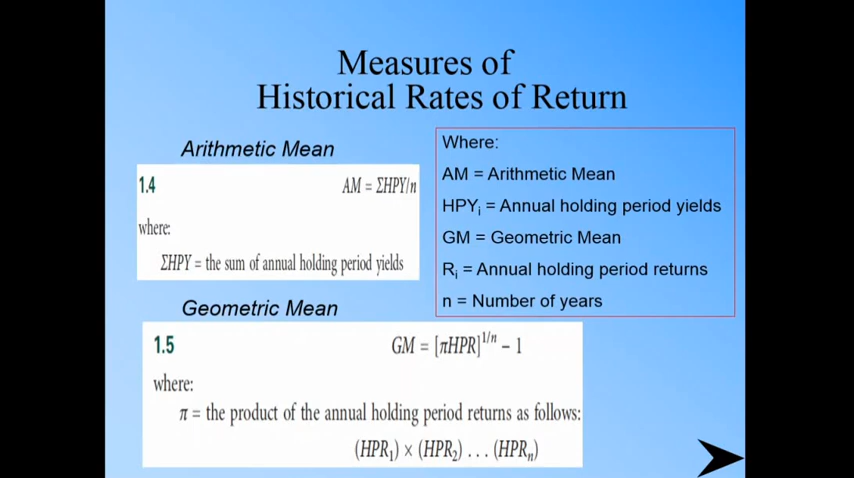 Measures of
Historical Rates of Return
Arithmetic Mean
1.4 AM = ΣHPY/n
where:
ΣHPY = the sum of annual holding period yields
Where:
AM = Arithmetic Mean
HPYi = Annual holding period yields
GM = Geometric Mean
Ri = Annual holding period returns
n = Number of years
Geometric Mean
1.5 GM = [πHPR]^1/n − 1
where:
π = the product of the annual holding period returns as follows:
(HPR1) × (HPR2) . . . (HPRn)